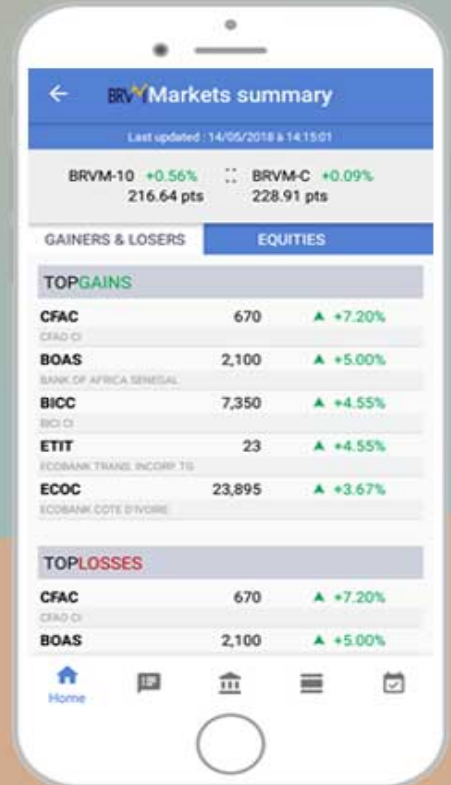 BRVM Markets summary
Last updated : 14/05/2018 à 14:15:01
BRVM-10 +0.56% BRVM-C +0.09%
216.64 pts 228.91 pts
GAINERS & LOSERS EQUITIES
TOPGAINS
CFAC 670 ▲ +7.20%
CFAO CI
BOAS 2,100 ▲ +5.00%
BANK OF AFRICA SENEGAL
BICC 7,350 ▲ +4.55%
BICI CI
ETIT 23 ▲ +4.55%
ECOBANK TRANS. INCORP. TG
ECOC 23,895 ▲ +3.67%
ECOBANK COTE D'IVOIRE
TOPLOSSES
CFAC 670 ▲ +7.20%
CFAO CI
BOAS 2,100 ▲ +5.00%
Home